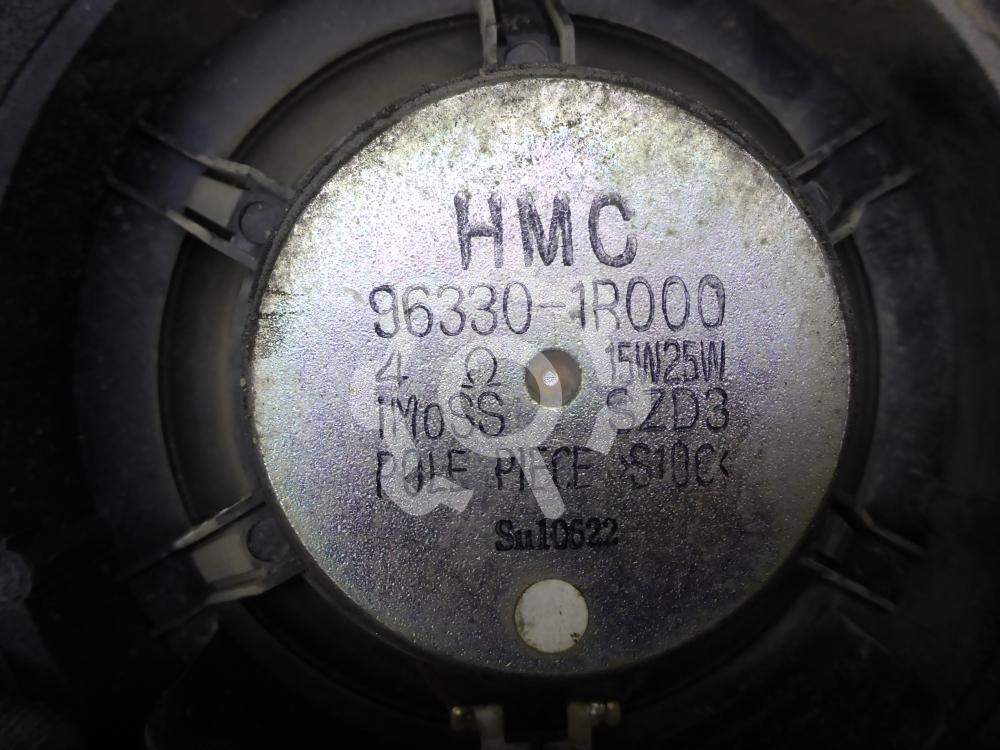 HMC
96330-1R000
4 Ω 15W25W
IMoSS SZD3
POLE PIECE >S10C<
Su10622